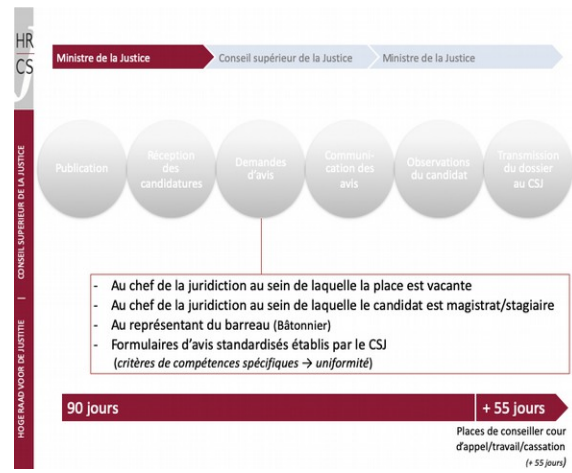 HR
CS
CONSEIL SUPERIEUR DE LA JUSTICE
HOGE RAAD VOOR DE JUSTITIE
Ministre de la Justice
Conseil supérieur de la Justice
Ministre de la Justice
Publication
Réception
des
candidatures
Demandes
d'avis
Communi-
cation des
avis
Observations
du candidat
Transmission
du dossier
au CSJ
- Au chef de la juridiction au sein de laquelle la place est vacante
- Au chef de la juridiction au sein de laquelle le candidat est magistrat/stagiaire
- Au représentant du barreau (Bâtonnier)
- Formulaires d'avis standardisés établis par le CSJ
(critères de compétences spécifiques → uniformité)
90 jours
+ 55 jours
Places de conseiller cour
d'appel/travail/cassation
(+ 55 jours)